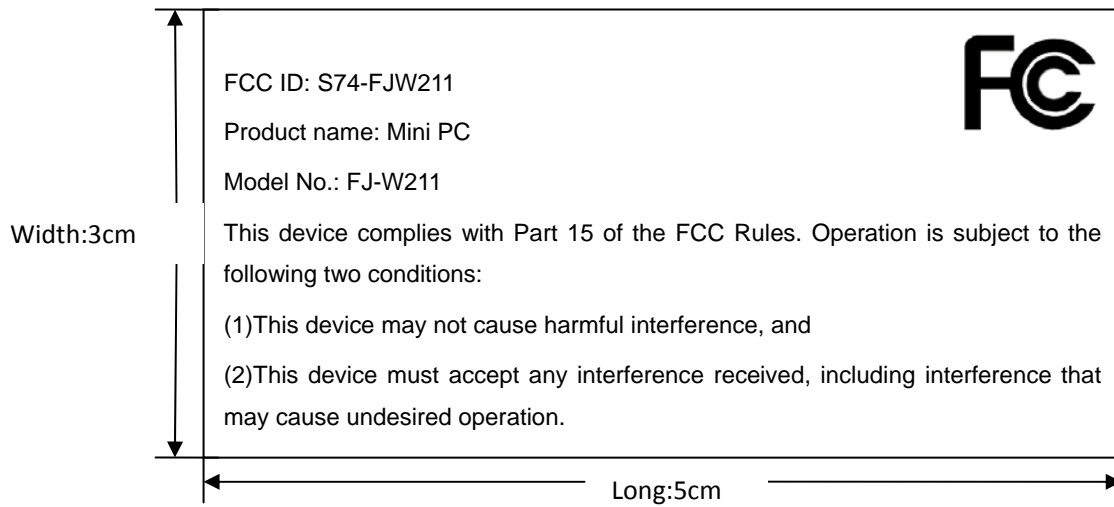 FCC
FCC ID: S74-FJW211
Product name: Mini PC
Model No.: FJ-W211
Width:3cm
This device complies with Part 15 of the FCC Rules. Operation is subject to the
following two conditions:
(1)This device may not cause harmful interference, and
(2)This device must accept any interference received, including interference that
may cause undesired operation.
Long:5cm